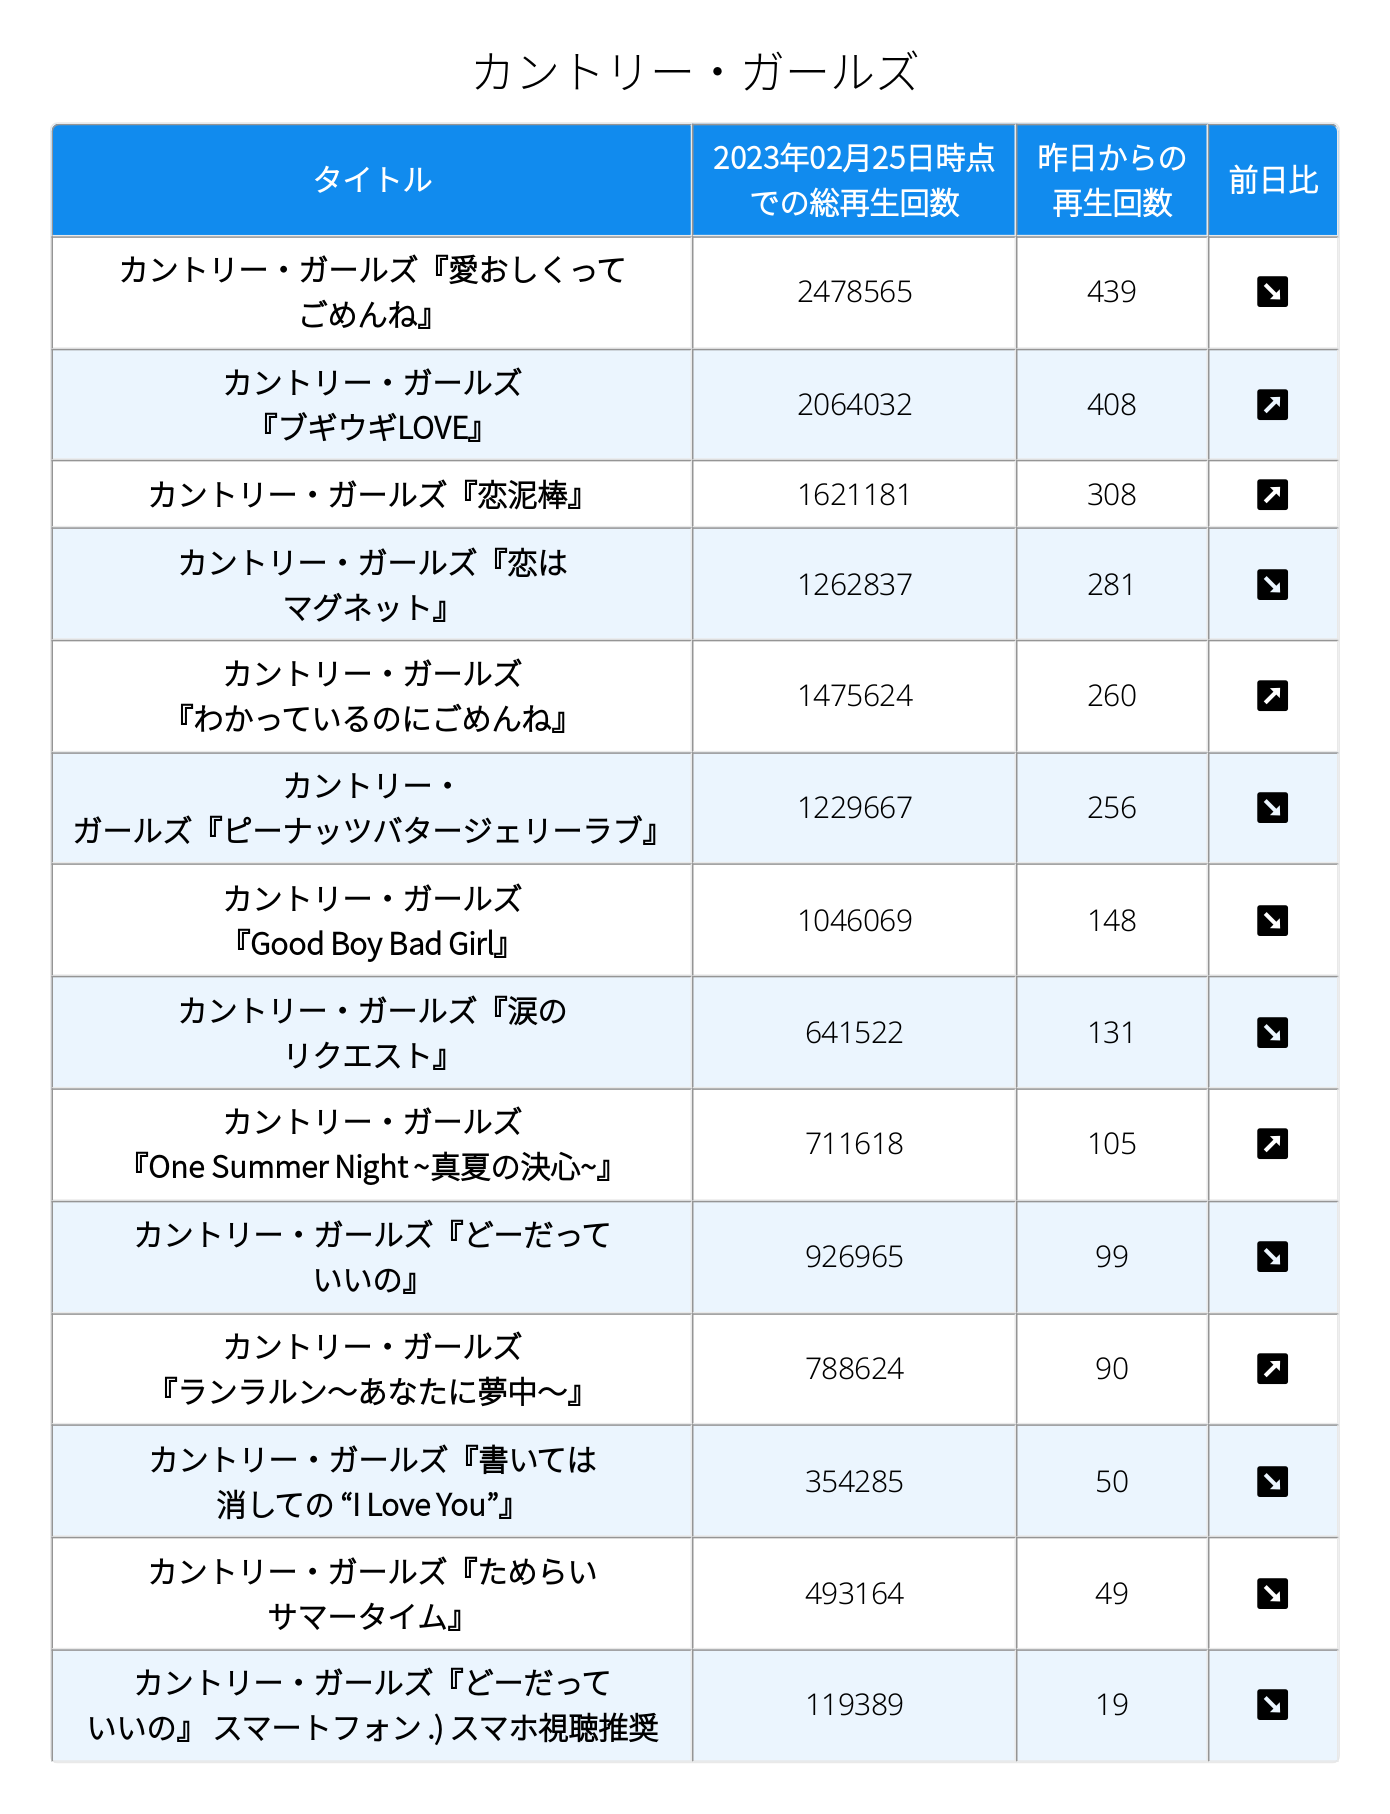 カントリー・ガールズ
タイトル
2023年02月25日時点
での総再生回数
昨日からの
再生回数
前日比
カントリー・ガールズ『愛おしくって
ごめんね』
2478565
439
カントリー・ガールズ
『ブギウギLOVE』
2064032
408
カントリー・ガールズ『恋泥棒』
1621181
308
カントリー・ガールズ『恋は
マグネット』
1262837
281
カントリー・ガールズ
『わかっているのにごめんね』
1475624
260
カントリー・
ガールズ『ピーナッツバタージェリーラブ』
1229667
256
カントリー・ガールズ
『Good Boy Bad Girl』
1046069
148
カントリー・ガールズ『涙の
リクエスト』
641522
131
カントリー・ガールズ
『One Summer Night ~真夏の決心~』
711618
105
カントリー・ガールズ『どーだって
いいの』
926965
99
カントリー・ガールズ
『ランラルン～あなたに夢中～』
788624
90
カントリー・ガールズ『書いては
消しての “I Love You”』
354285
50
カントリー・ガールズ『ためらい
サマータイム』
493164
49
カントリー・ガールズ『どーだって
いいの』 スマートフォン .) スマホ視聴推奨
119389
19